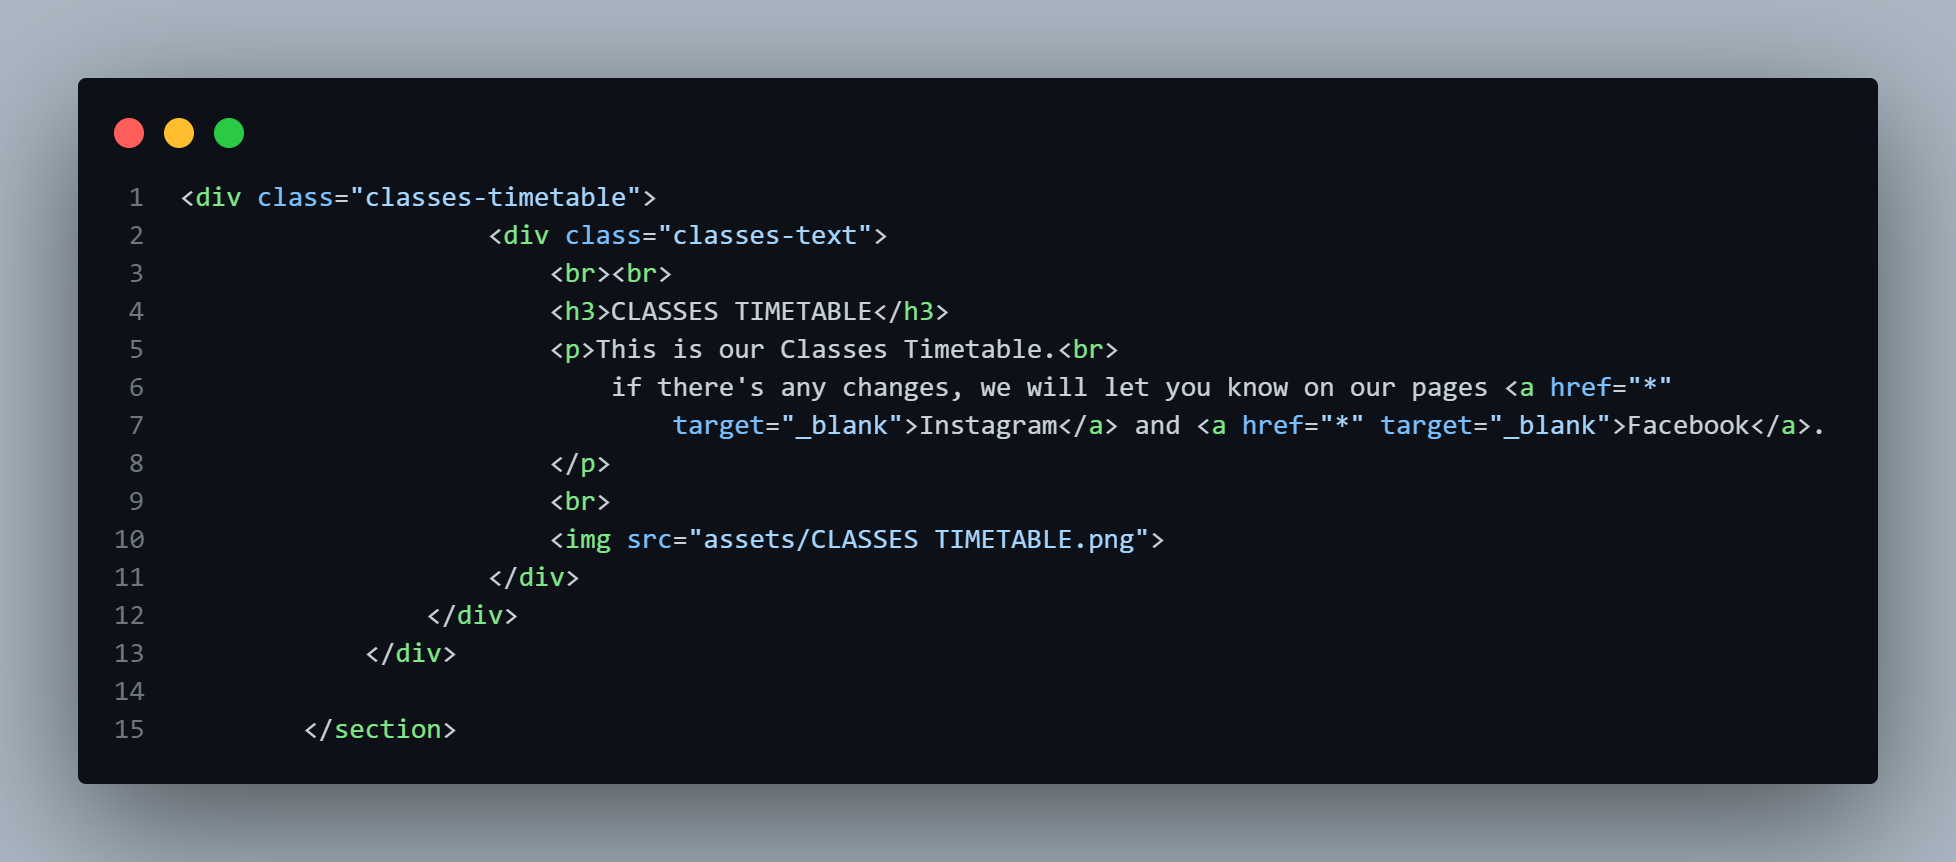 1 <div class="classes-timetable">
2                     <div class="classes-text">
3                         <br><br>
4                         <h3>CLASSES TIMETABLE</h3>
5                         <p>This is our Classes Timetable.<br>
6                             if there's any changes, we will let you know on our pages <a href="*"
7                                 target="_blank">Instagram</a> and <a href="*" target="_blank">Facebook</a>.
8                         </p>
9                         <br>
10                         <img src="assets/CLASSES TIMETABLE.png">
11                     </div>
12                 </div>
13             </div>
14
15         </section>